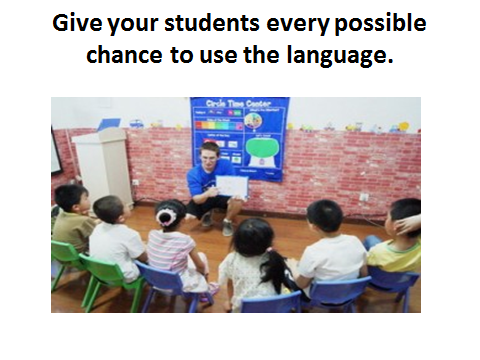 Give your students every possible
chance to use the language.
Circle Time Center